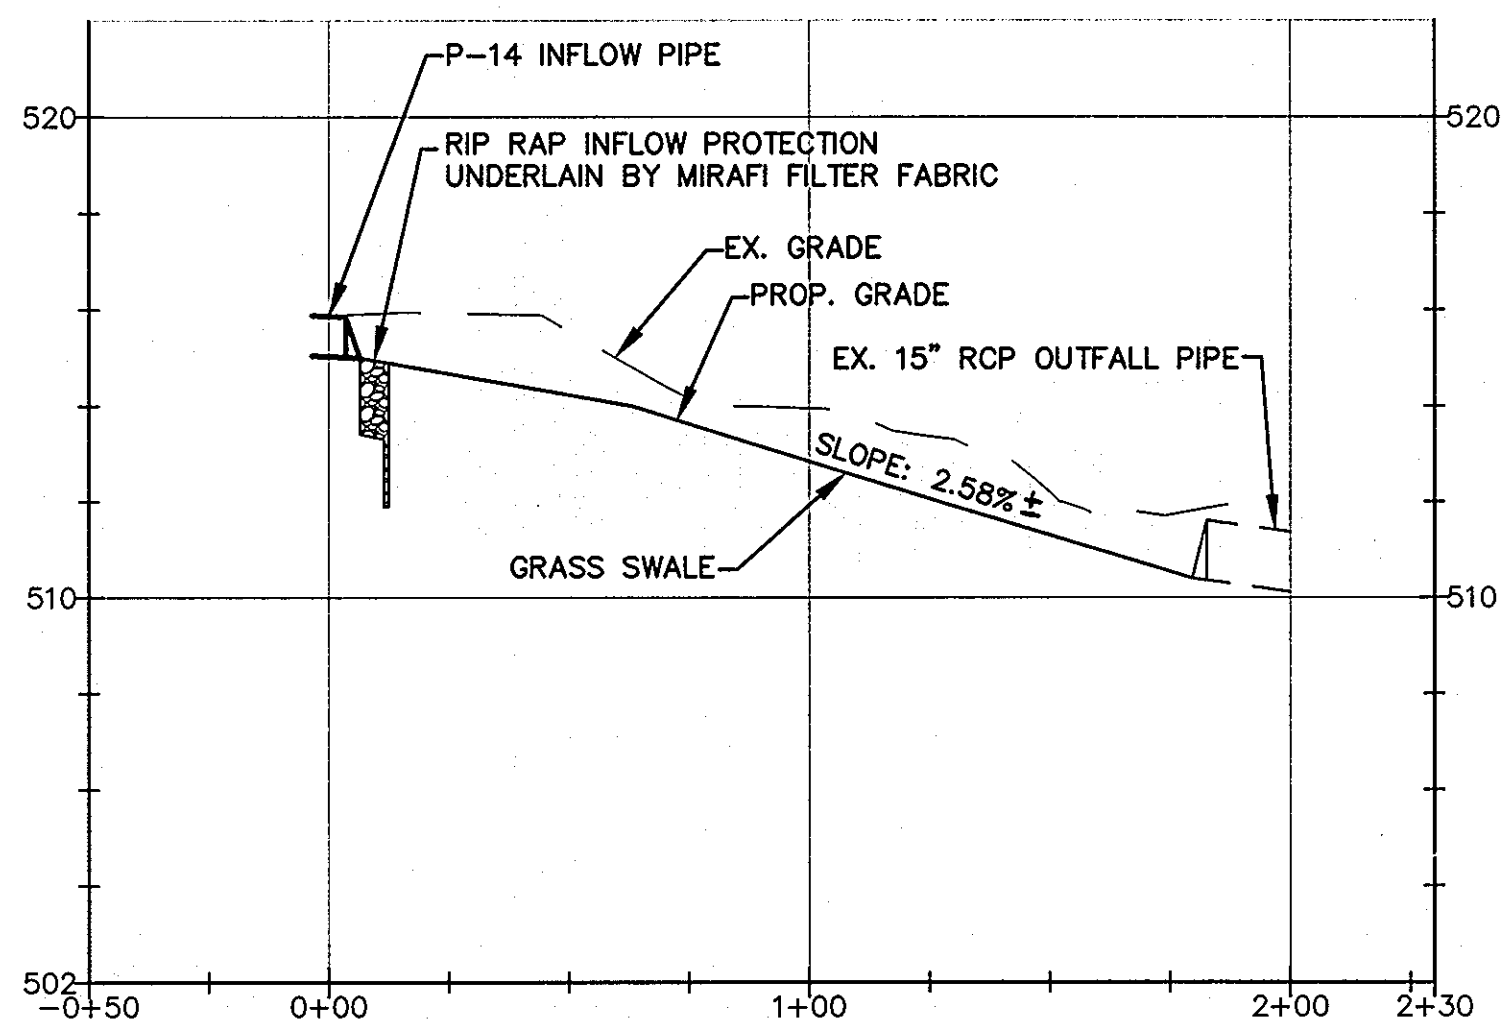 P-14 INFLOW PIPE
520
520
RIP RAP INFLOW PROTECTION
UNDERLAIN BY MIRAFI FILTER FABRIC
EX. GRADE
PROP. GRADE
EX. 15" RCP OUTFALL PIPE
SLOPE: 2.58% ±
GRASS SWALE
510
510
502
-0+50
0+00
1+00
2+00
2+30